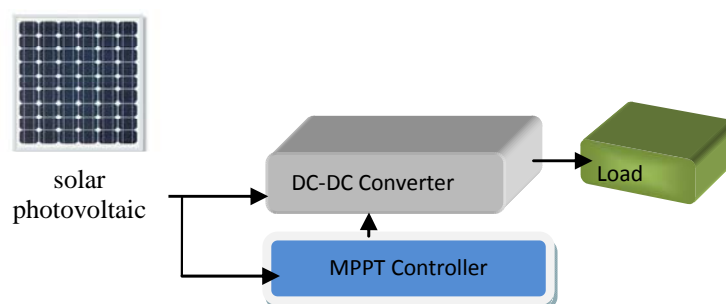 solar
photovoltaic
DC-DC Converter
Load
MPPT Controller